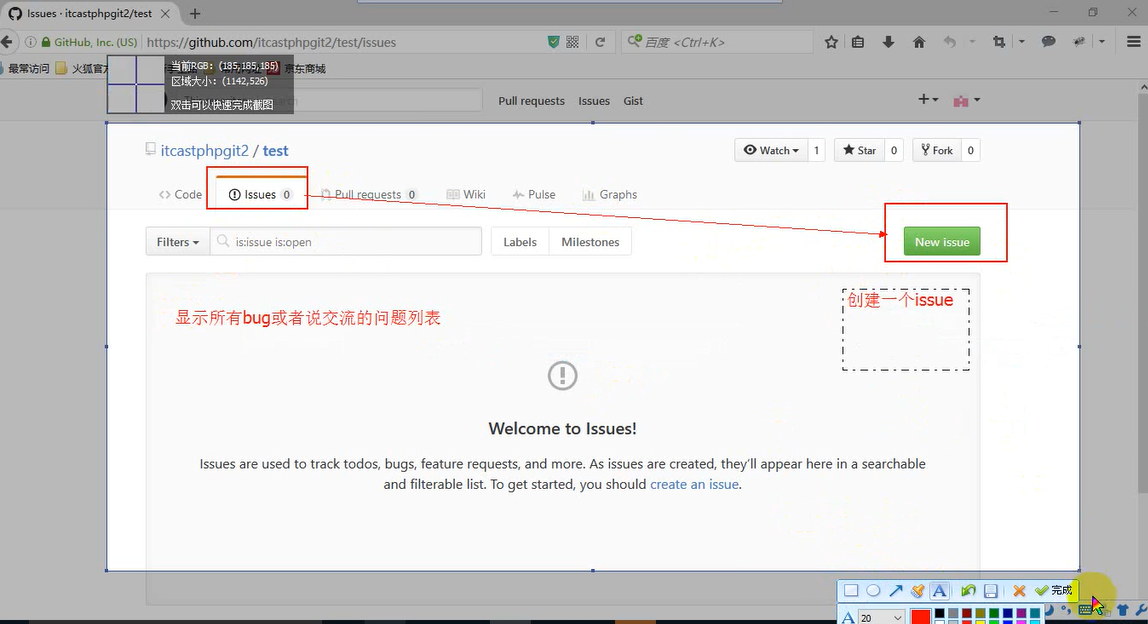 Issues · itcastphpgit2/test
GitHub, Inc. (US)
https://github.com/itcastphpgit2/test/issues
百度 <Ctrl+K>
最常访问
火狐官方
京东商城
当前RGB：(185,185,185)
区域大小：(1142,526)
双击可以快速完成截图
Pull requests Issues Gist
itcastphpgit2 / test
Watch 1
Star 0
Fork 0
Code
Issues 0
Pull requests 0
Wiki
Pulse
Graphs
Filters
is:issue is:open
Labels
Milestones
New issue
显示所有bug或者说交流的问题列表
创建一个issue
Welcome to Issues!
Issues are used to track todos, bugs, feature requests, and more. As issues are created, they’ll appear here in a searchable
and filterable list. To get started, you should create an issue.
A
完成
A 20